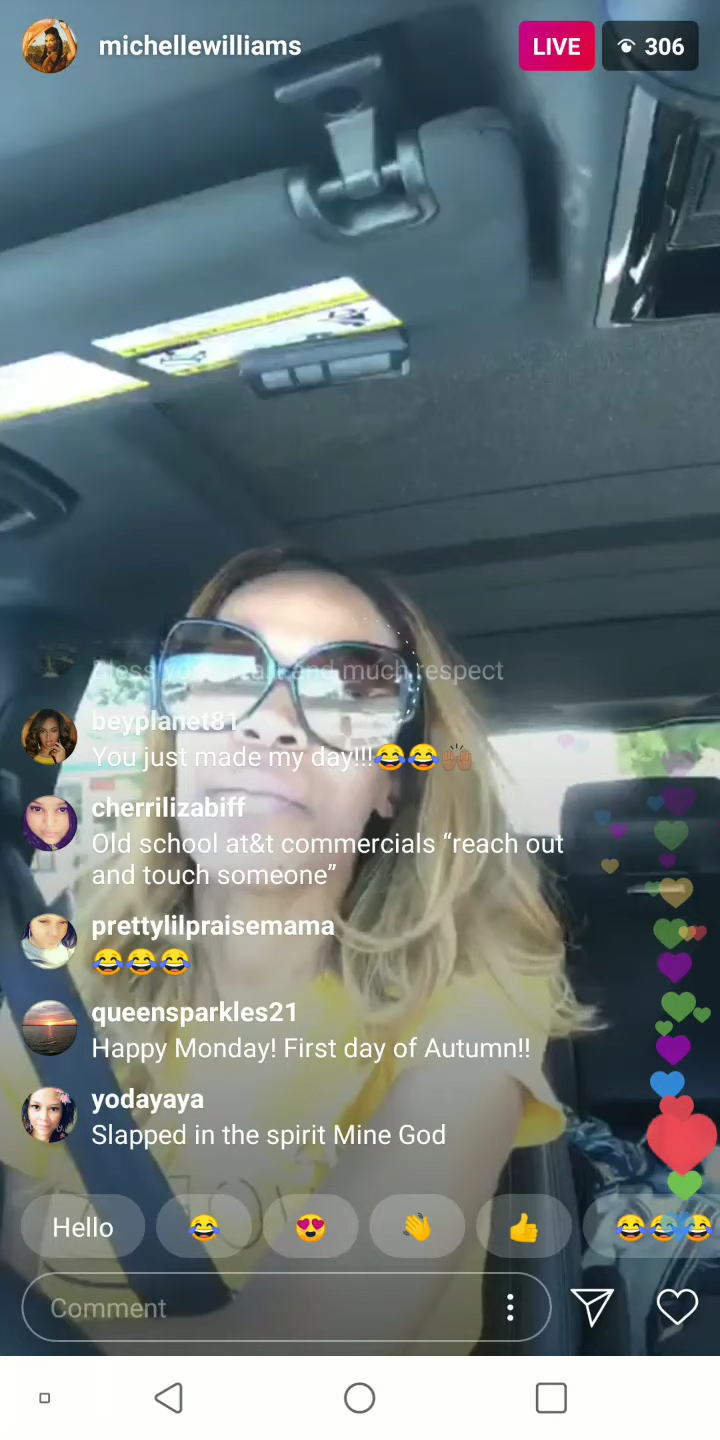 michellewilliams
LIVE
306
and much respect
beyplanet81
You just made my day!!!😂😂🙌🏾
cherrilizabiff
Old school at&t commercials “reach out
and touch someone”
prettylilpraisemama
😂😂😂
queensparkles21
Happy Monday! First day of Autumn!!
yodayaya
Slapped in the spirit Mine God
Hello 😂 😍 👋 👍 😂😂😂
Comment